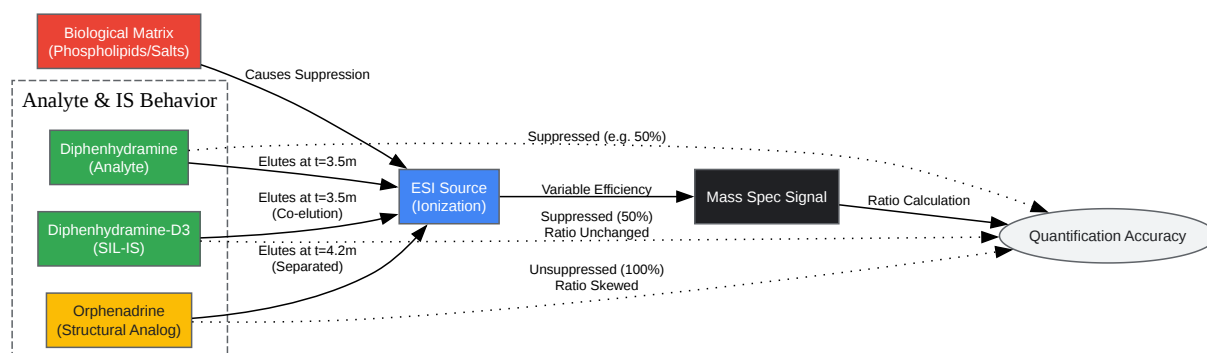 Biological Matrix
(Phospholipids/Salts)
Causes Suppression
Analyte & IS Behavior
Diphenhydramine
(Analyte)
Elutes at t=3.5m
Suppressed (e.g. 50%)
Diphenhydramine-D3
(SIL-IS)
Elutes at t=3.5m
(Co-elution)
Suppressed (50%)
Ratio Unchanged
Orphenadrine
(Structural Analog)
Elutes at t=4.2m
(Separated)
Unsuppressed (100%)
Ratio Skewed
ESI Source
(Ionization)
Variable Efficiency
Mass Spec Signal
Ratio Calculation
Quantification Accuracy